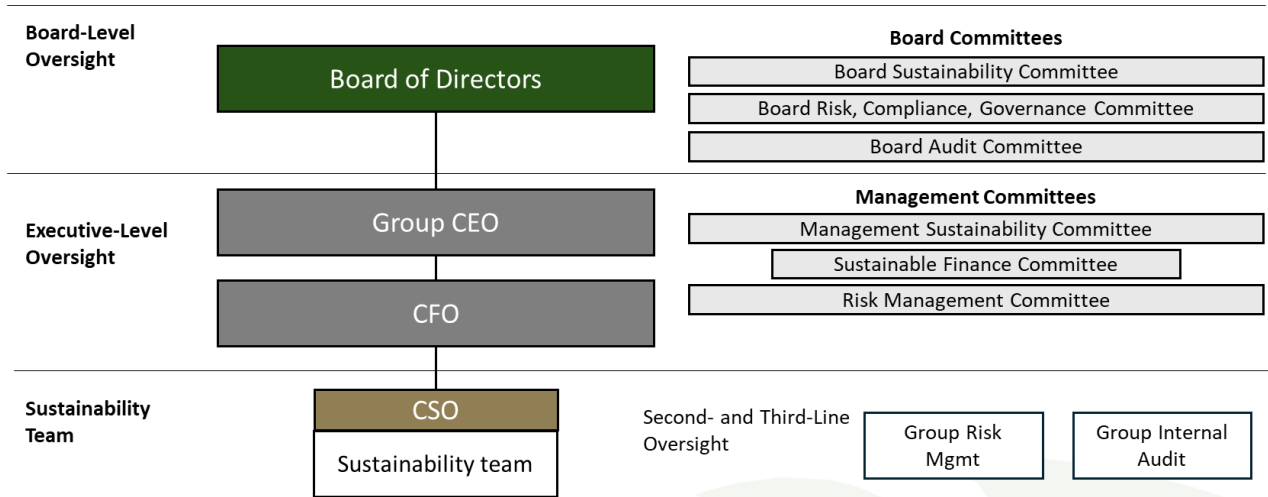 Board-Level
Oversight
Board of Directors
Board Committees
Board Sustainability Committee
Board Risk, Compliance, Governance Committee
Board Audit Committee
Executive-Level
Oversight
Group CEO
CFO
Management Committees
Management Sustainability Committee
Sustainable Finance Committee
Risk Management Committee
Sustainability
Team
CSO
Sustainability team
Second- and Third-Line
Oversight
Group Risk
Mgmt
Group Internal
Audit